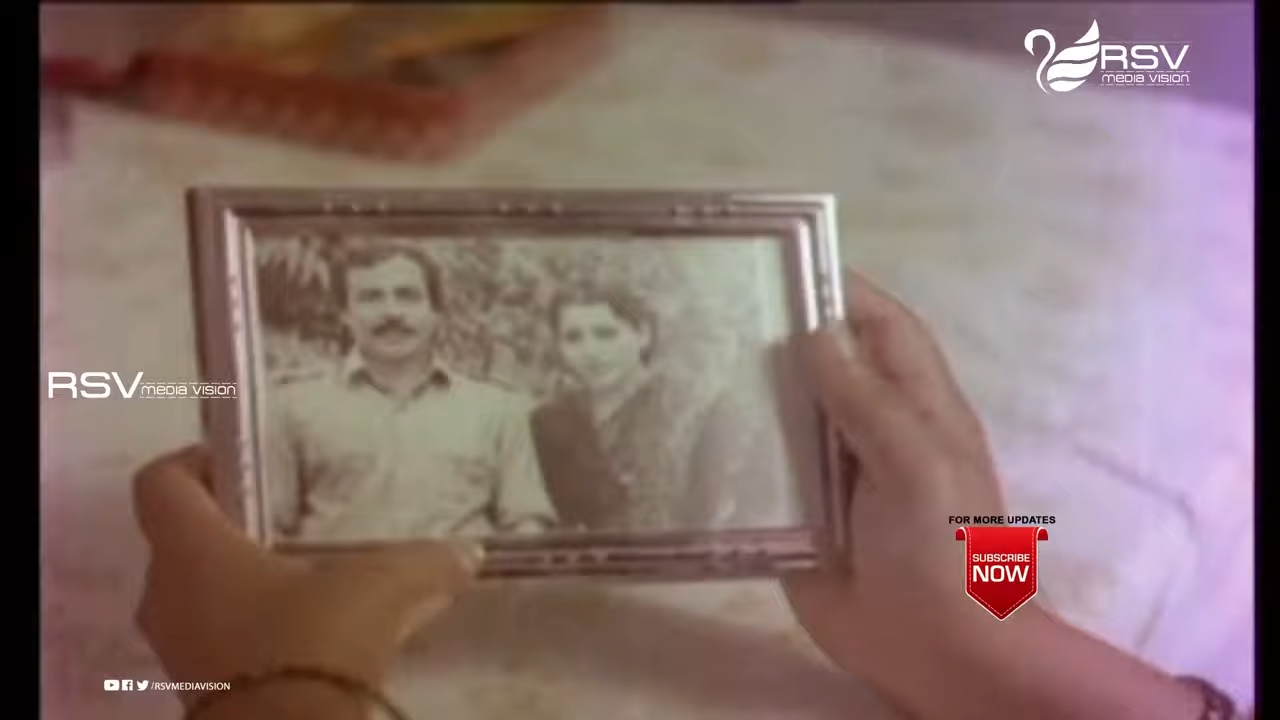 RSV
media vision
RSV media vision
FOR MORE UPDATES
SUBSCRIBE
NOW
/RSVMEDIAVISION